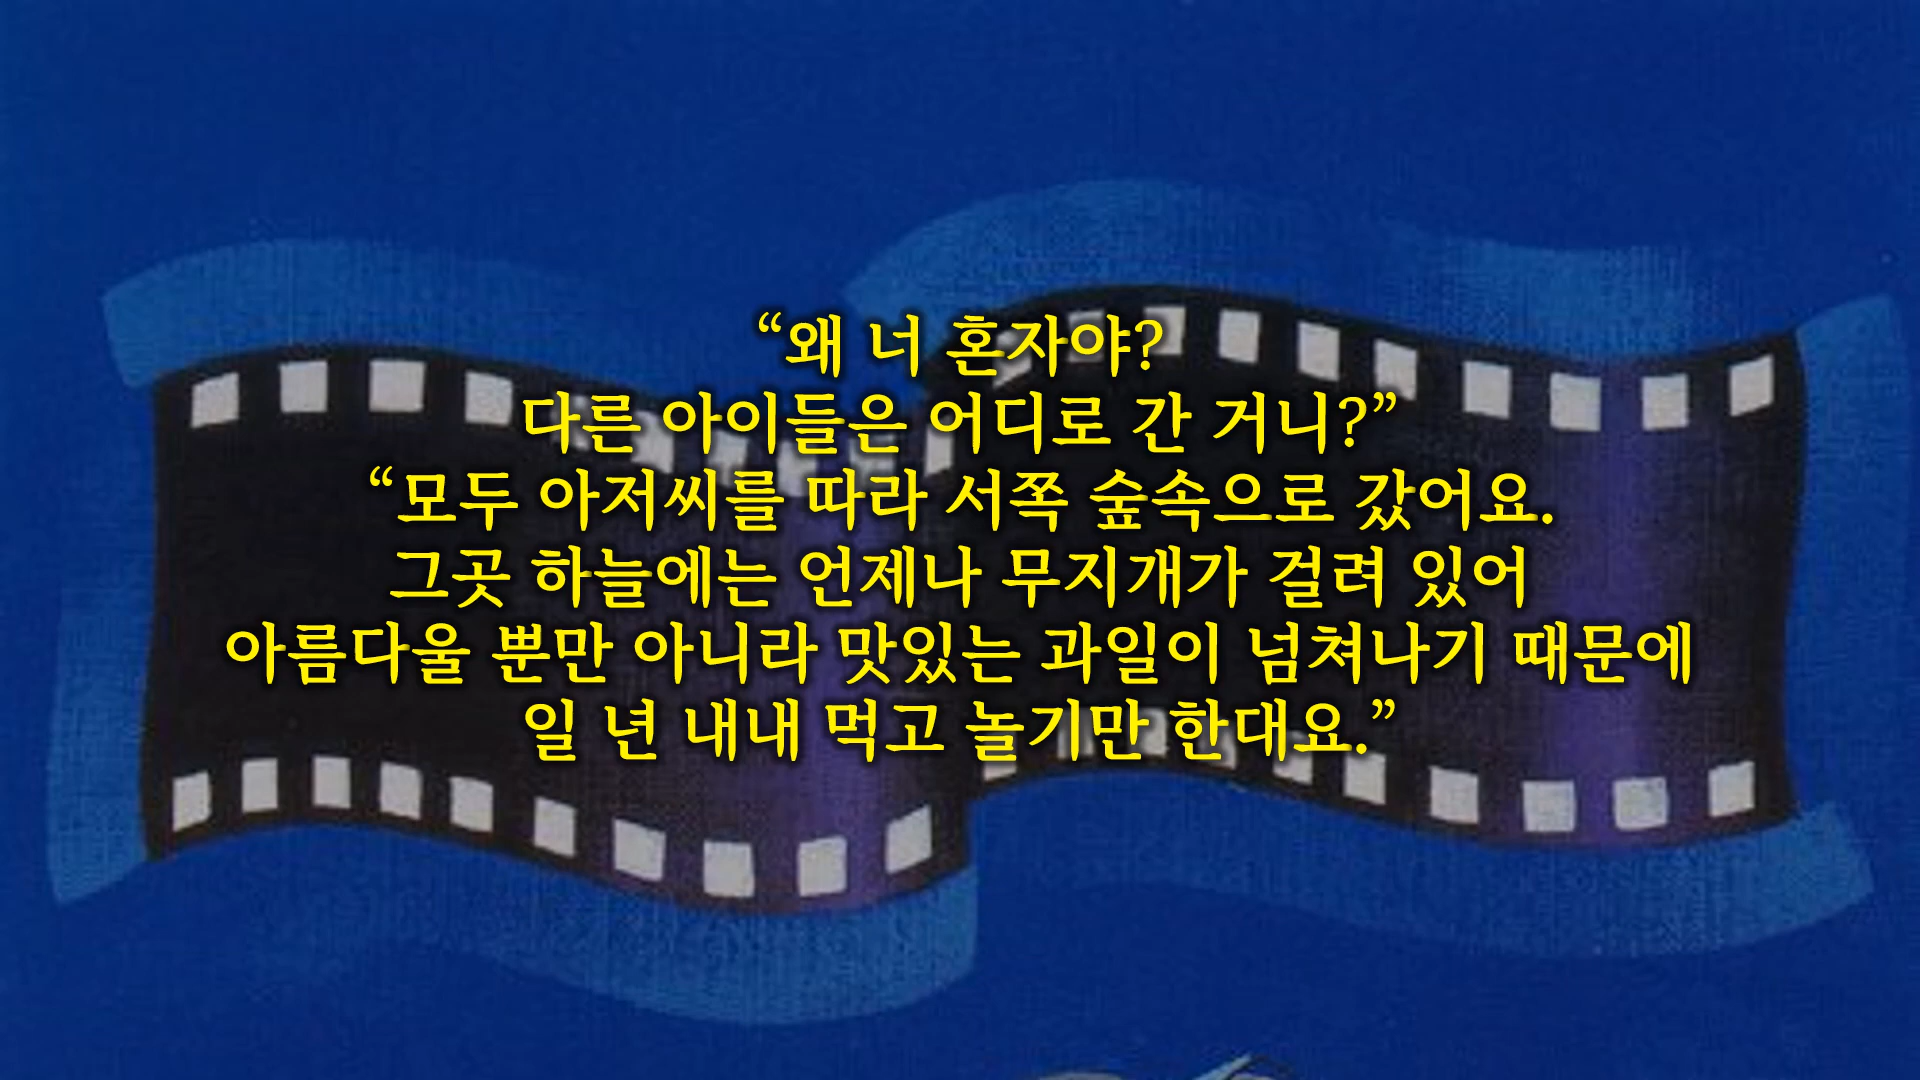 “왜 너 혼자야?
다른 아이들은 어디로 간 거니?”
“모두 아저씨를 따라 서쪽 숲속으로 갔어요.
그곳 하늘에는 언제나 무지개가 걸려 있어
아름다울 뿐만 아니라 맛있는 과일이 넘쳐나기 때문에
일 년 내내 먹고 놀기만 한대요.”